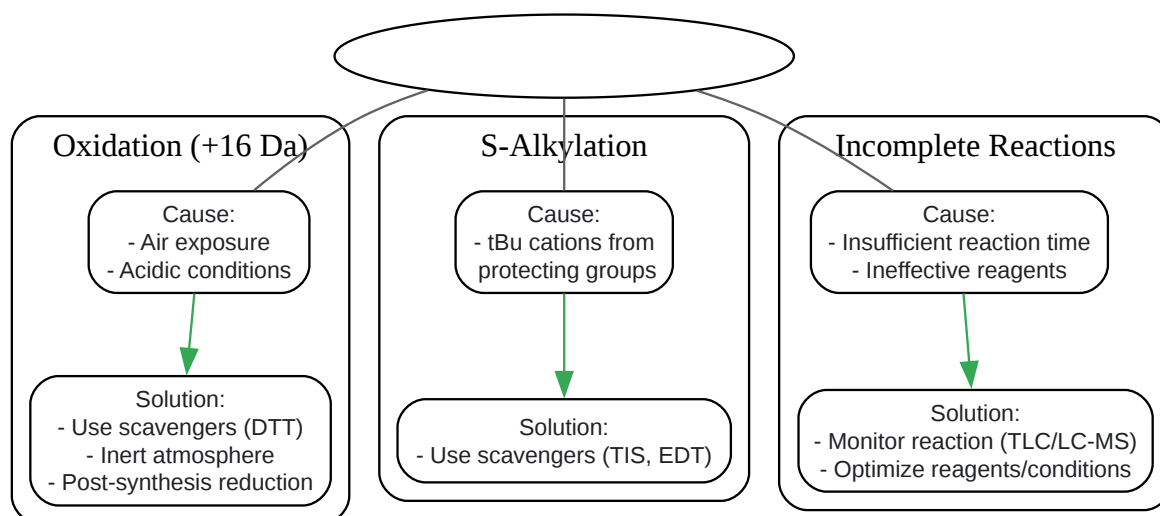 Oxidation (+16 Da)
Cause:
- Air exposure
- Acidic conditions
Solution:
- Use scavengers (DTT)
- Inert atmosphere
- Post-synthesis reduction
S-Alkylation
Cause:
- tBu cations from
protecting groups
Solution:
- Use scavengers (TIS, EDT)
Incomplete Reactions
Cause:
- Insufficient reaction time
- Ineffective reagents
Solution:
- Monitor reaction (TLC/LC-MS)
- Optimize reagents/conditions